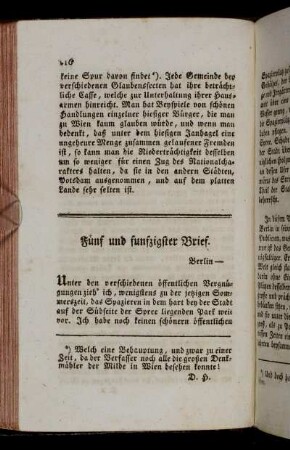 216
keine Spur davon findet*). Jede Gemeinde der
verschiedenen Glaubenssecten hat ihre beträcht-
liche Casse, welche zur Unterhaltung ihrer Haus-
armen hinreicht. Man hat Beyspiele von schönen
Handlungen einzelner hiesiger Bürger, die man
zu Wien kaum glauben würde, und wenn man
bedenkt, daß unter dem hiesigen Janhagel eine
ungeheure Menge zusammen gelaufener Fremden
ist, so kann man die Niederträchtigkeit desselben
um so weniger für einen Zug des Nationalcha-
rakters halten, da sie in den andern Städten,
Potsdam ausgenommen, und auf dem platten
Lande sehr selten ist.
Fünf und funfzigster Brief.
Berlin —
Unter den verschiedenen öffentlichen Vergnü-
gungen zieh' ich, wenigstens zu der jetzigen Som-
merszeit, das Spazieren in dem hart bey der Stadt
auf der Südseite der Spree liegenden Park weit
vor. Ich habe noch keinen schönern öffentlichen
*) Welch eine Behauptung, und zwar zu einer
Zeit, da der Verfasser noch alle die großen Denk-
mähler der Milde in Wien besehen konnte!
D. H.